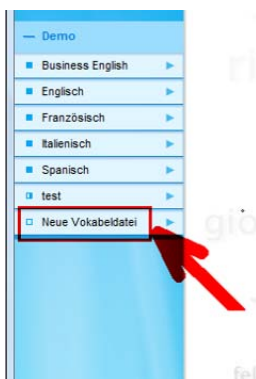 Demo
Business English
Englisch
Französisch
Italienisch
Spanisch
test
Neue Vokabeldatei